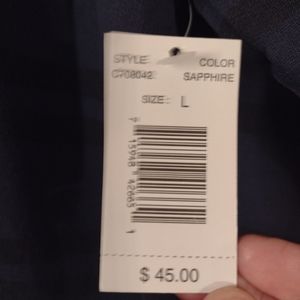 STYLE COLOR
C708042 SAPPHIRE
SIZE: L
$ 45.00